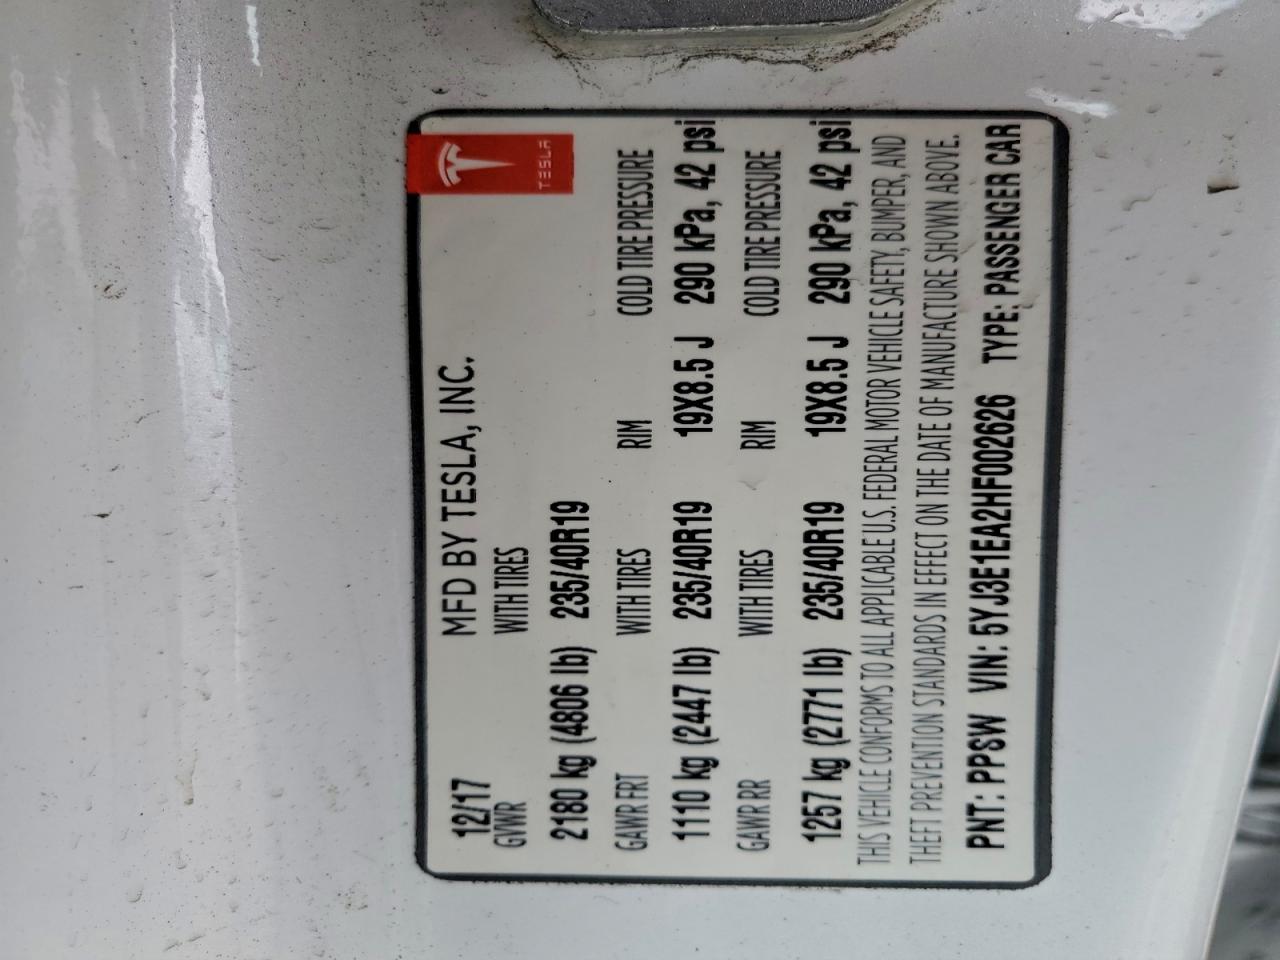 TESLA
12/17 MFD BY TESLA, INC.
GVWR WITH TIRES
2180 kg (4806 lb) 235/40R19
GAWR FRT WITH TIRES RIM COLD TIRE PRESSURE
1110 kg (2447 lb) 235/40R19 19X8.5 J 290 kPa, 42 psi
GAWR RR WITH TIRES RIM COLD TIRE PRESSURE
1257 kg (2771 lb) 235/40R19 19X8.5 J 290 kPa, 42 psi
THIS VEHICLE CONFORMS TO ALL APPLICABLE U.S. FEDERAL MOTOR VEHICLE SAFETY, BUMPER, AND
THEFT PREVENTION STANDARDS IN EFFECT ON THE DATE OF MANUFACTURE SHOWN ABOVE.
PNT: PPSW VIN: 5YJ3E1EA2HF002626 TYPE: PASSENGER CAR